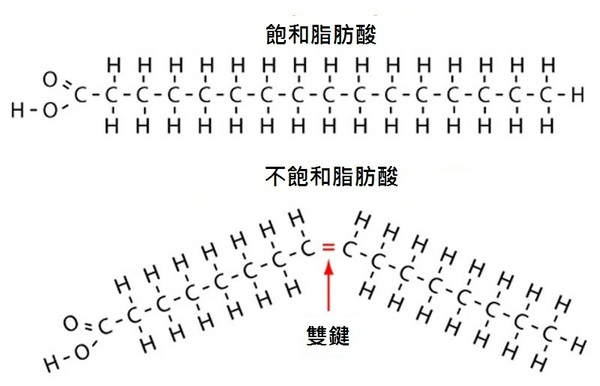 飽和脂肪酸
H H H H H H H H H H H H H H H
O=C-C-C-C-C-C-C-C-C-C-C-C-C-C-C-C-H
H-O H H H H H H H H H H H H H H H
不飽和脂肪酸
H H H H H H H H H H H H H H H
O=C-C-C-C-C-C-C-C=C-C-C-C-C-C-C-C-H
H-O H H H H H H H H H H H H H
雙鍵